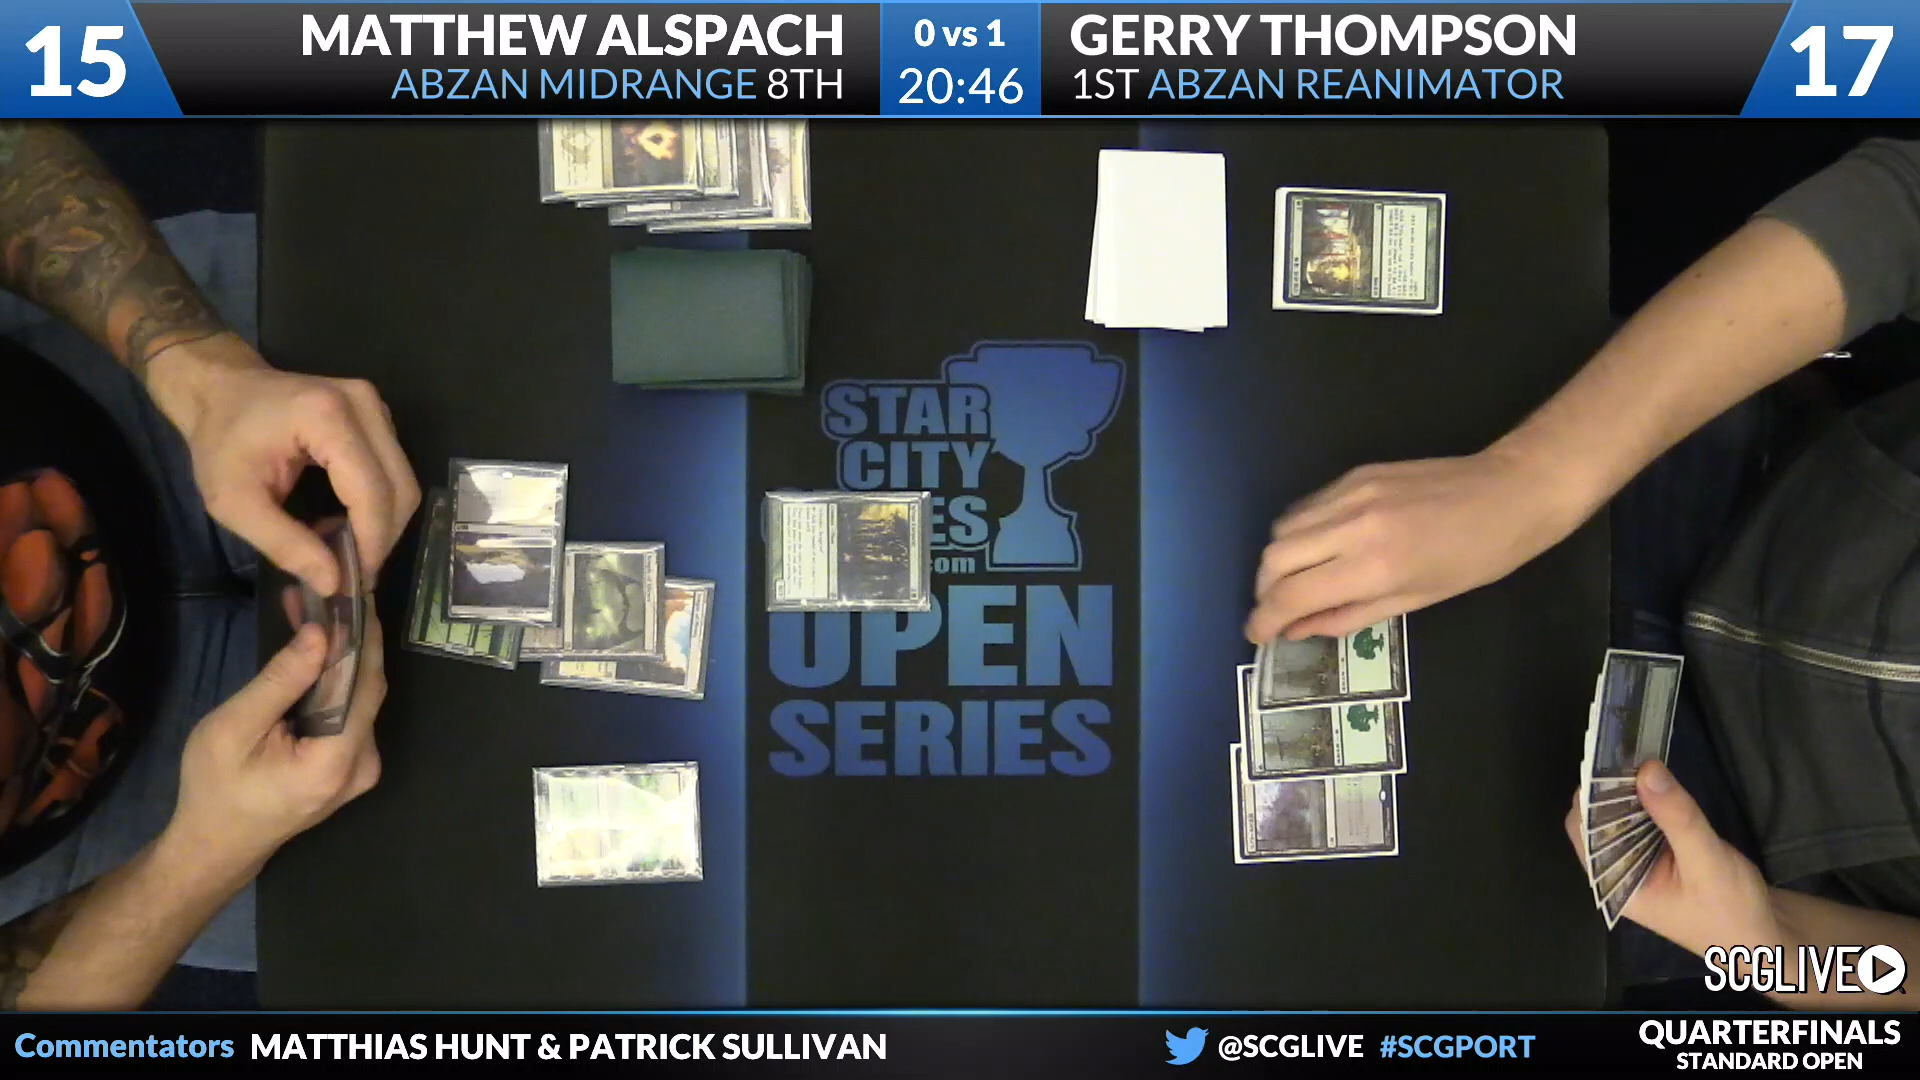 15
MATTHEW ALSPACH
ABZAN MIDRANGE 8TH
0 vs 1
20:46
GERRY THOMPSON
1ST ABZAN REANIMATOR
17
STAR
CITY
ES
.com
OPEN
SERIES
SCGLIVE
Commentators MATTHIAS HUNT & PATRICK SULLIVAN
@SCGLIVE #SCGPORT
QUARTERFINALS
STANDARD OPEN